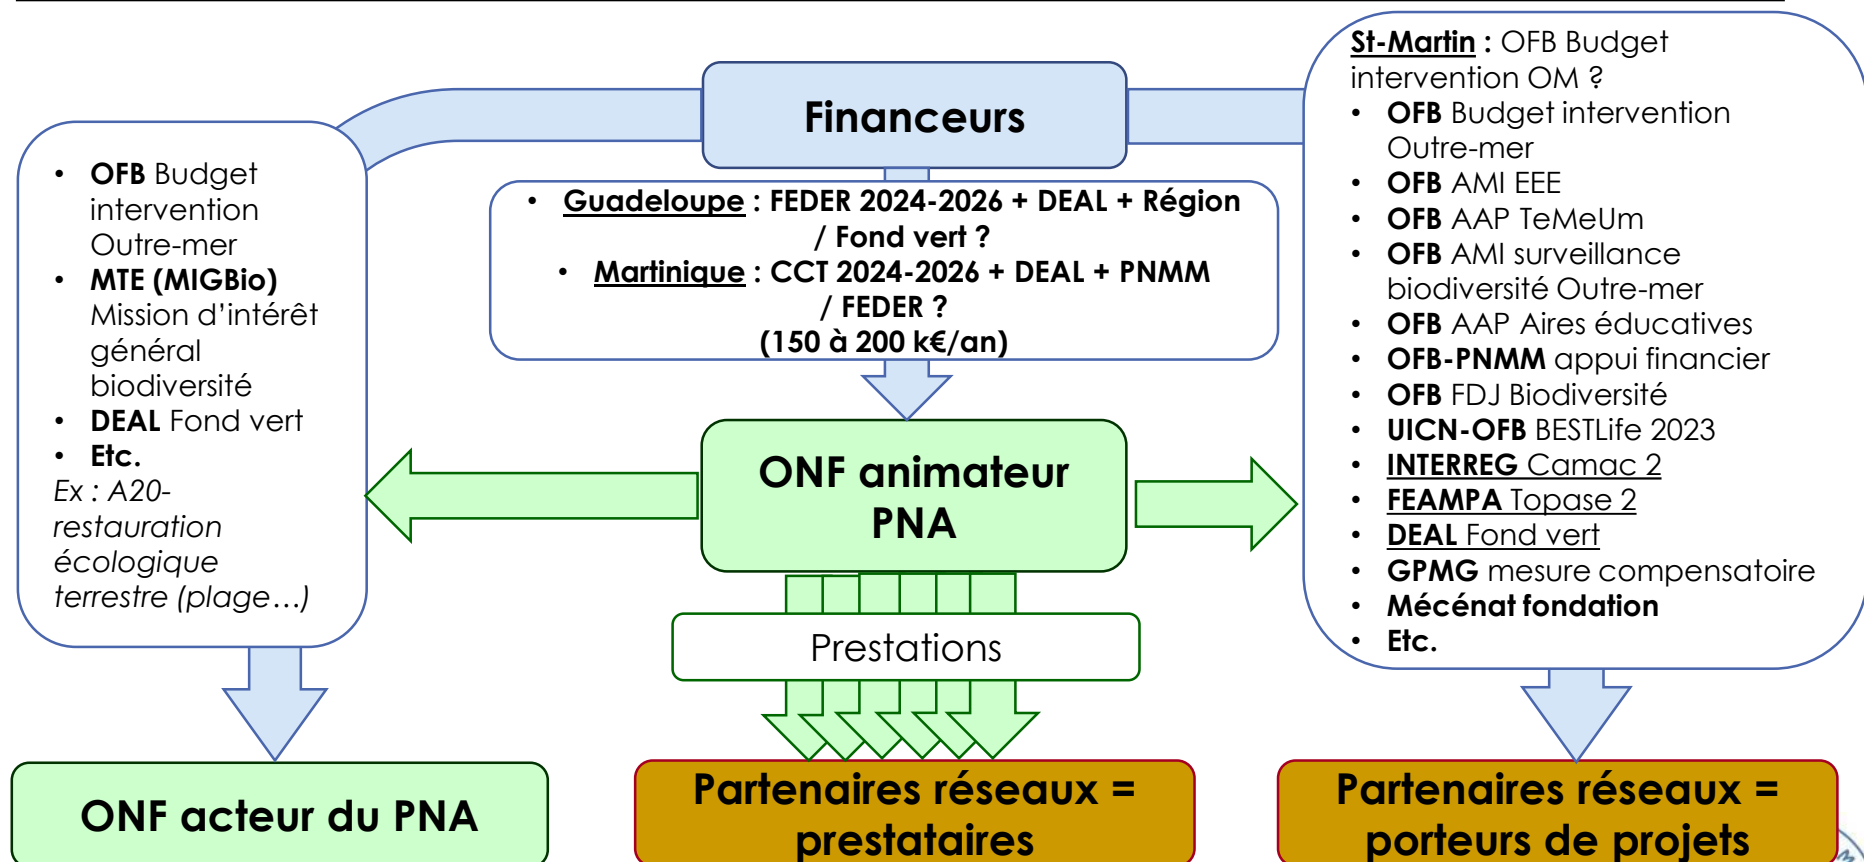 Financeurs
• OFB Budget
intervention
Outre-mer
• MTE (MIGBio)
Mission d’intérêt
général
biodiversité
• DEAL Fond vert
• Etc.
Ex : A20-
restauration
écologique
terrestre (plage…)
• Guadeloupe : FEDER 2024-2026 + DEAL + Région
/ Fond vert ?
• Martinique : CCT 2024-2026 + DEAL + PNMM
/ FEDER ?
(150 à 200 k€/an)
St-Martin : OFB Budget
intervention OM ?
• OFB Budget intervention
Outre-mer
• OFB AMI EEE
• OFB AAP TeMeUm
• OFB AMI surveillance
biodiversité Outre-mer
• OFB AAP Aires éducatives
• OFB-PNMM appui financier
• OFB FDJ Biodiversité
• UICN-OFB BESTLife 2023
• INTERREG Camac 2
• FEAMPA Topase 2
• DEAL Fond vert
• GPMG mesure compensatoire
• Mécénat fondation
• Etc.
ONF animateur
PNA
Prestations
ONF acteur du PNA
Partenaires réseaux =
prestataires
Partenaires réseaux =
porteurs de projets